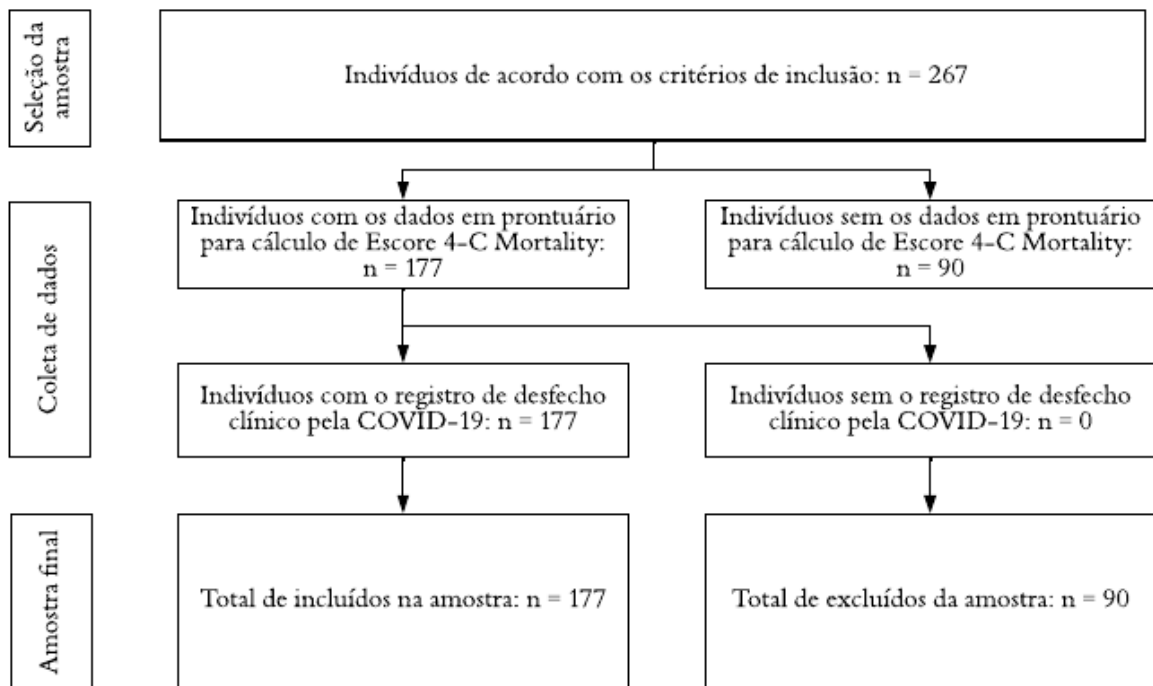 Seleção da
amostra
Indivíduos de acordo com os critérios de inclusão: n = 267
Coleta de dados
Indivíduos com os dados em prontuário
para cálculo de Escore 4-C Mortality:
n = 177
Indivíduos sem os dados em prontuário
para cálculo de Escore 4-C Mortality:
n = 90
Indivíduos com o registro de desfecho
clínico pela COVID-19: n = 177
Indivíduos sem o registro de desfecho
clínico pela COVID-19: n = 0
Amostra final
Total de incluídos na amostra: n = 177
Total de excluídos da amostra: n = 90